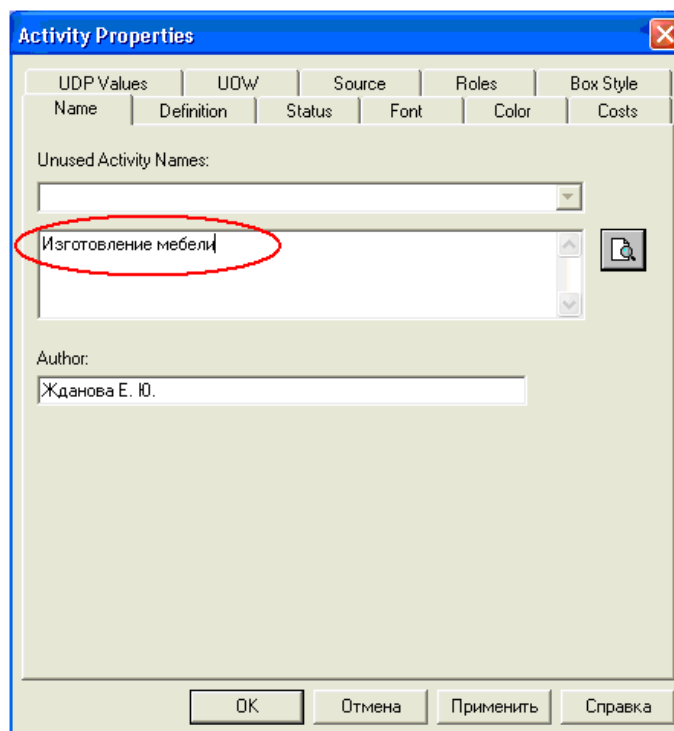 Activity Properties
UDP Values UOW Source Roles Box Style
Name Definition Status Font Color Costs
Unused Activity Names:
Изготовление мебели
Author:
Жданова Е. Ю.
OK Отмена Применить Справка